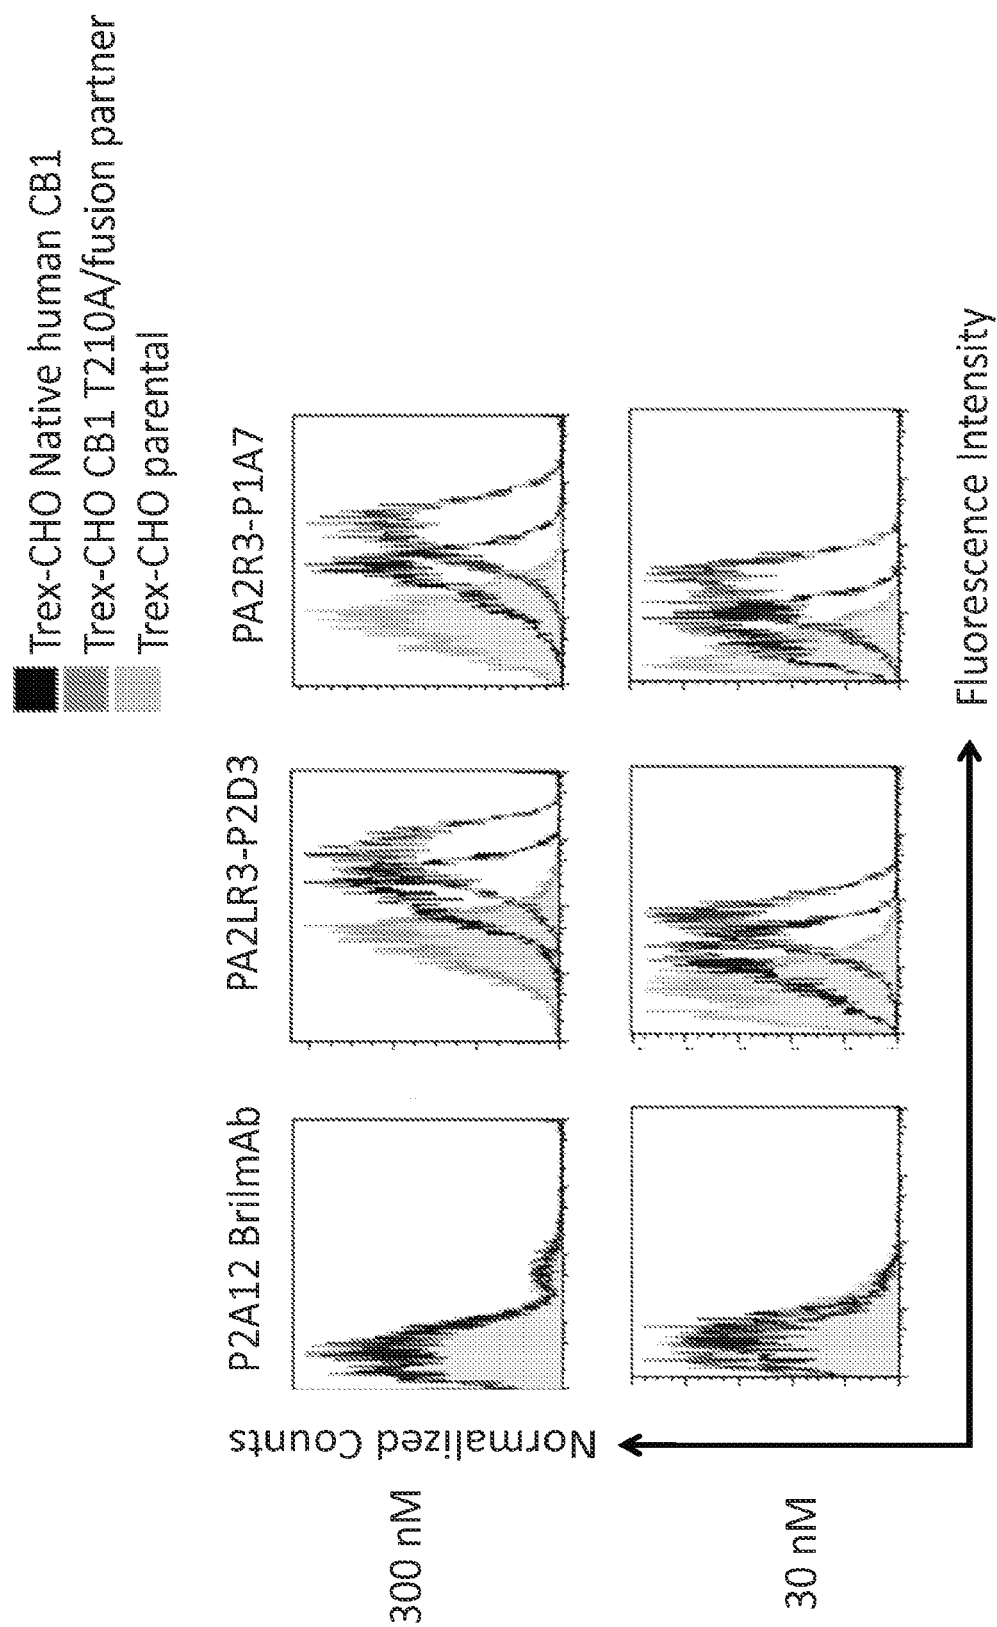 Trex-CHO Native human CB1
Trex-CHO CB1 T210A/fusion partner
Trex-CHO parental
P2A12 BrilmAb
PA2LR3-P2D3
PA2R3-P1A7
Normalized Counts
300 nM
30 nM
Fluorescence Intensity